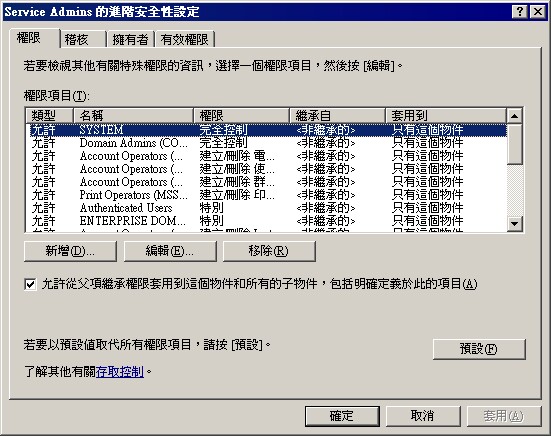 Service Admins 的進階安全性設定
權限 稽核 擁有者 有效權限
若要檢視其他有關特殊權限的資訊，選擇一個權限項目，然後按 [編輯]。
權限項目(T):
類型 名稱 權限 繼承自 套用到
允許 SYSTEM 完全控制 <非繼承的> 只有這個物件
允許 Domain Admins (CO... 完全控制 <非繼承的> 只有這個物件
允許 Account Operators (... 建立/刪除 電... <非繼承的> 只有這個物件
允許 Account Operators (... 建立/刪除 使... <非繼承的> 只有這個物件
允許 Account Operators (... 建立/刪除 群... <非繼承的> 只有這個物件
允許 Print Operators (MSS... 建立/刪除 印... <非繼承的> 只有這個物件
允許 Authenticated Users 特別 <非繼承的> 只有這個物件
允許 ENTERPRISE DOM... 特別 <非繼承的> 只有這個物件
新增(D)... 編輯(E)... 移除(R)
允許從父項繼承權限套用到這個物件和所有的子物件，包括明確定義於此的項目(A)
若要以預設值取代所有權限項目，請按 [預設]。
預設(F)
了解其他有關存取控制。
確定 取消 套用(A)